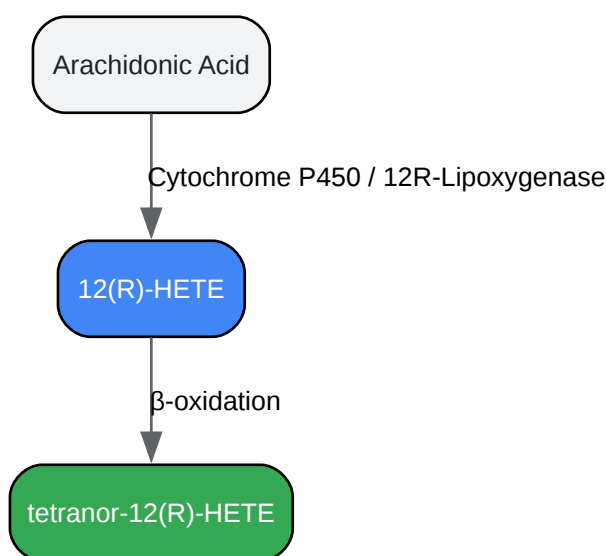 Arachidonic Acid
Cytochrome P450 / 12R-Lipoxygenase
12(R)-HETE
β-oxidation
tetranor-12(R)-HETE